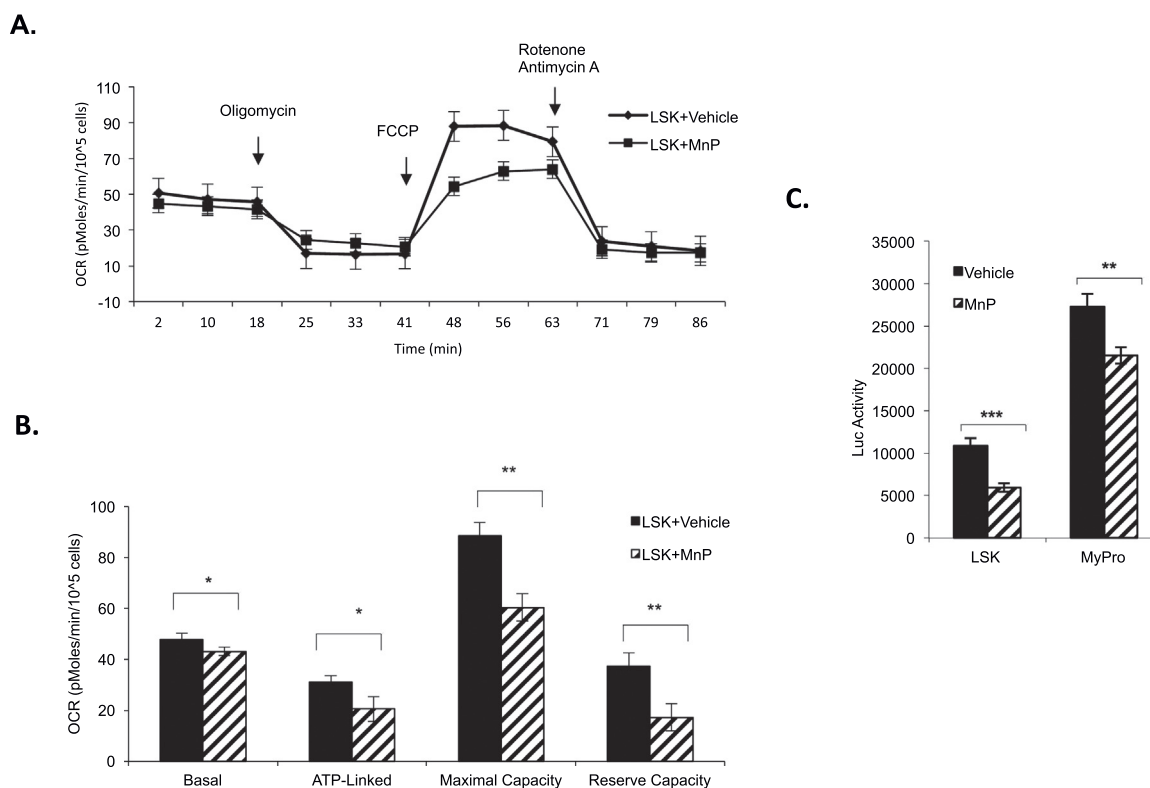 A.
Rotenone
Antimycin A
Oligomycin
FCCP
LSK+Vehicle
LSK+MnP
OCR (pMoles/min/10^5 cells)
110
90
70
50
30
10
-10
2 10 18 25 33 41 48 56 63 71 79 86
Time (min)
B.
OCR (pMoles/min/10^5 cells)
100
80
60
40
20
0
*
*
**
**
LSK+Vehicle
LSK+MnP
Basal ATP-Linked Maximal Capacity Reserve Capacity
C.
Luc Activity
35000
30000
25000
20000
15000
10000
5000
0
Vehicle
MnP
***
**
LSK MyPro